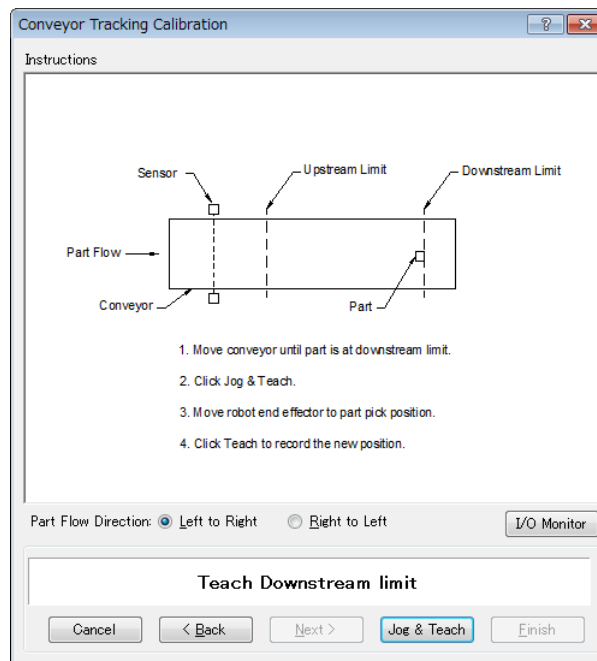 Conveyor Tracking Calibration
Instructions
Sensor
Upstream Limit
Downstream Limit
Part Flow
Conveyor
Part
1. Move conveyor until part is at downstream limit.
2. Click Jog & Teach.
3. Move robot end effector to part pick position.
4. Click Teach to record the new position.
Part Flow Direction: Left to Right Right to Left I/O Monitor
Teach Downstream limit
Cancel < Back Next > Jog & Teach Finish